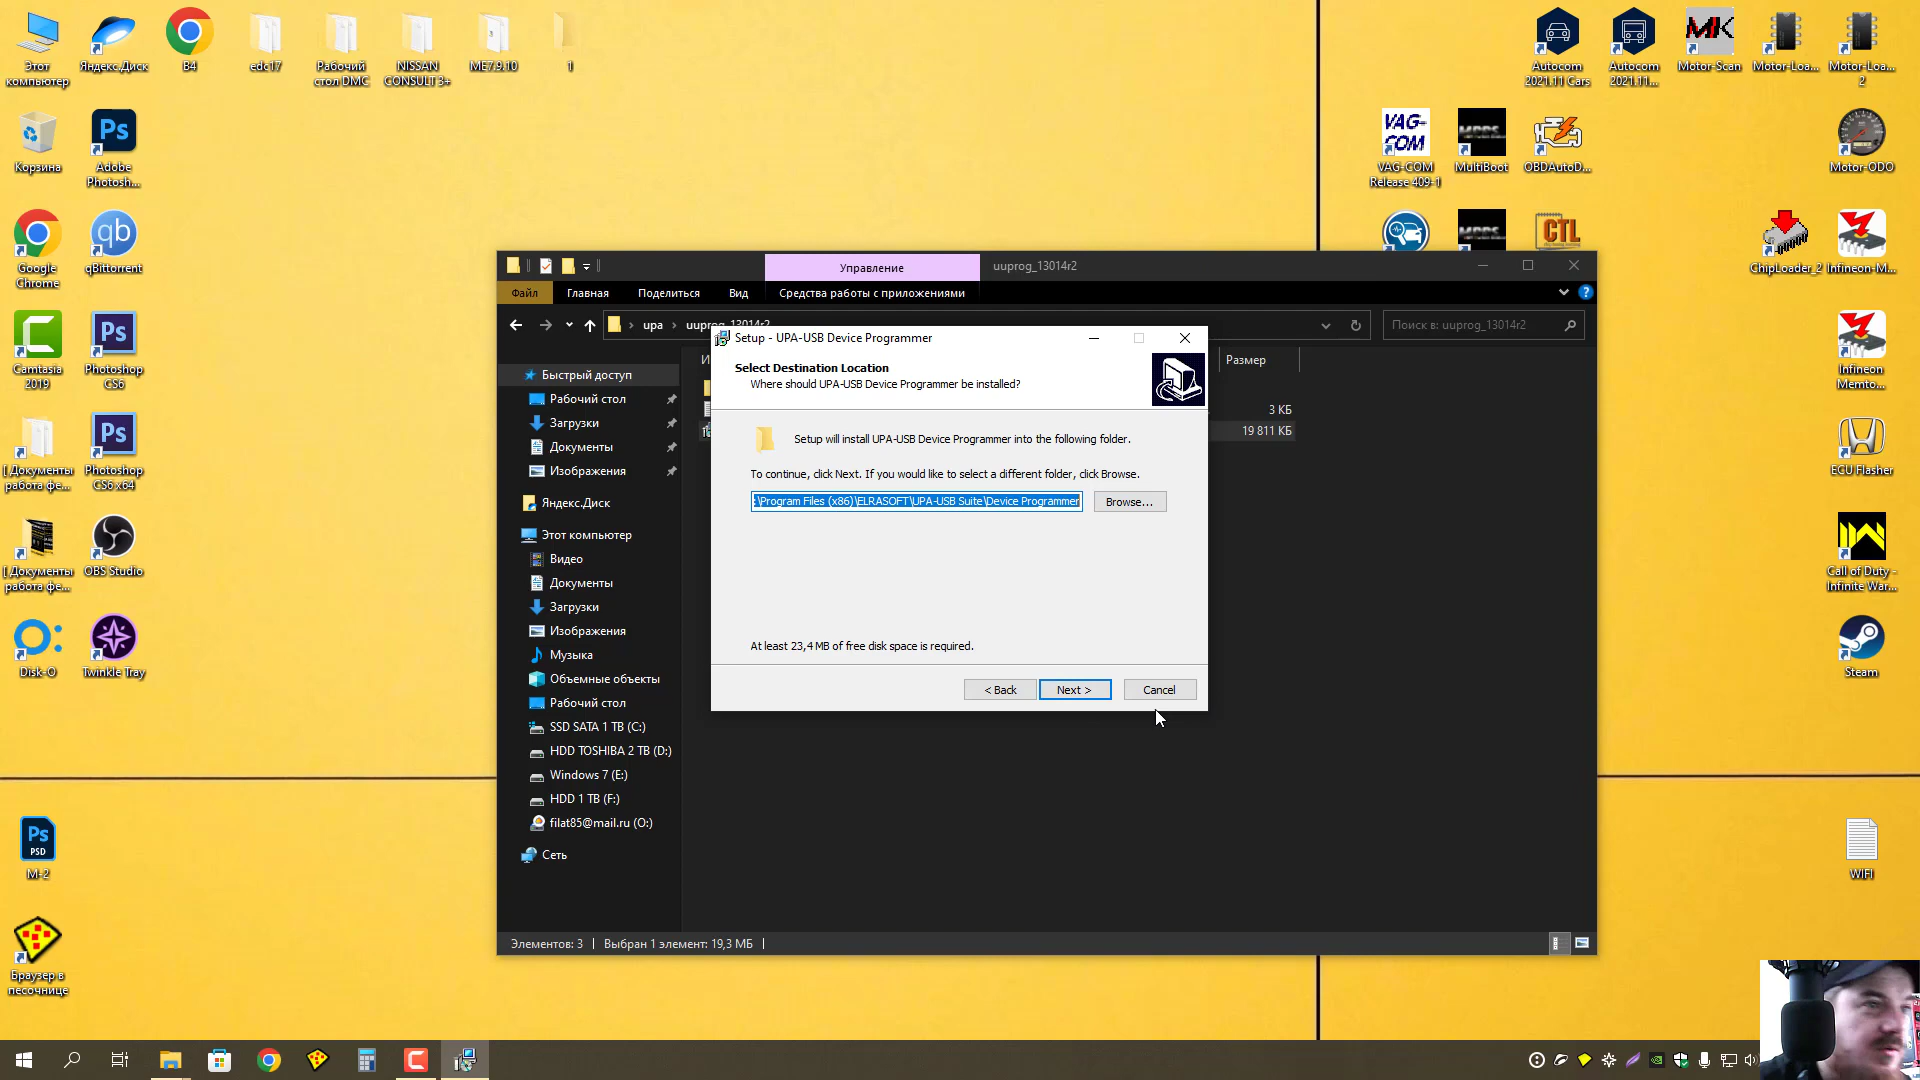 Этот компьютер
Яндекс.Диск
B4
edc17
Рабочий стол DMC
NISSAN CONSULT 3+
ME7.9.10
1
Autocom 2021.11 Cars
Autocom 2021.11...
Motor-Scan
Motor-Loa...
Motor-Loa... 2
Корзина
Adobe Photosh...
VAG-COM
VAG-COM Release 409-1
MultiBoot
OBDAutoD...
Motor-ODO
Google Chrome
qBittorrent
CTL
ChipLoader_2
Infineon-M...
Camtasia 2019
Photoshop CS6
Infineon Memto...
[ Документы работа фе...
Photoshop CS6 x64
ECU Flasher
[ Документы работа фе...
OBS Studio
Call of Duty - Infinite War...
Disk-O
Twinkle Tray
Steam
Ps
PSD
M-2
WIFI
Браузер в песочнице
Управление
uuprog_13014r2
Файл
Главная
Поделиться
Вид
Средства работы с приложениями
upa
uuprog_13014r2
Поиск в: uuprog_13014r2
Размер
3 КБ
19 811 КБ
Быстрый доступ
Рабочий стол
Загрузки
Документы
Изображения
Яндекс.Диск
Этот компьютер
Видео
Документы
Загрузки
Изображения
Музыка
Объемные объекты
Рабочий стол
SSD SATA 1 TB (C:)
HDD TOSHIBA 2 TB (D:)
Windows 7 (E:)
HDD 1 TB (F:)
filat85@mail.ru (O:)
Сеть
Элементов: 3
Выбран 1 элемент: 19,3 МБ
Setup - UPA-USB Device Programmer
Select Destination Location
Where should UPA-USB Device Programmer be installed?
Setup will install UPA-USB Device Programmer into the following folder.
To continue, click Next. If you would like to select a different folder, click Browse.
:\Program Files (x86)\ELRASOFT\UPA-USB Suite\Device Programmer
Browse...
At least 23,4 MB of free disk space is required.
< Back
Next >
Cancel